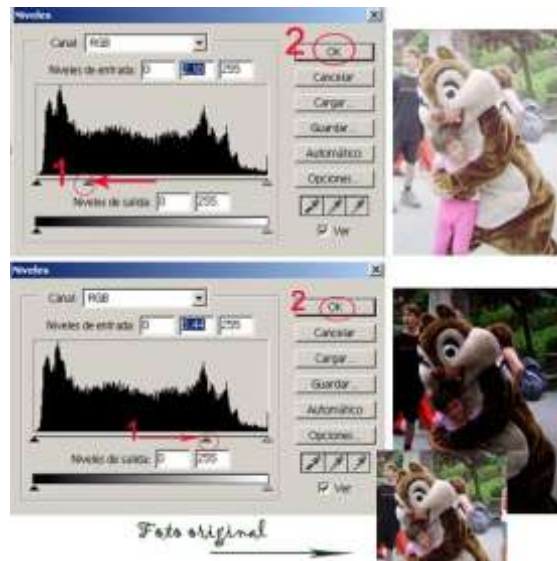 Niveles
Canal: RGB
2
OK
Niveles de entrada: 0 255
Cancelar
Cargar...
Guardar...
Automático
1
Opciones...
Niveles de salida: 0 255
Ver
Niveles
Canal: RGB
2
OK
Niveles de entrada: 0 0,44 255
Cancelar
Cargar...
Guardar...
Automático
1
Opciones...
Niveles de salida: 0 255
Ver
Foto original